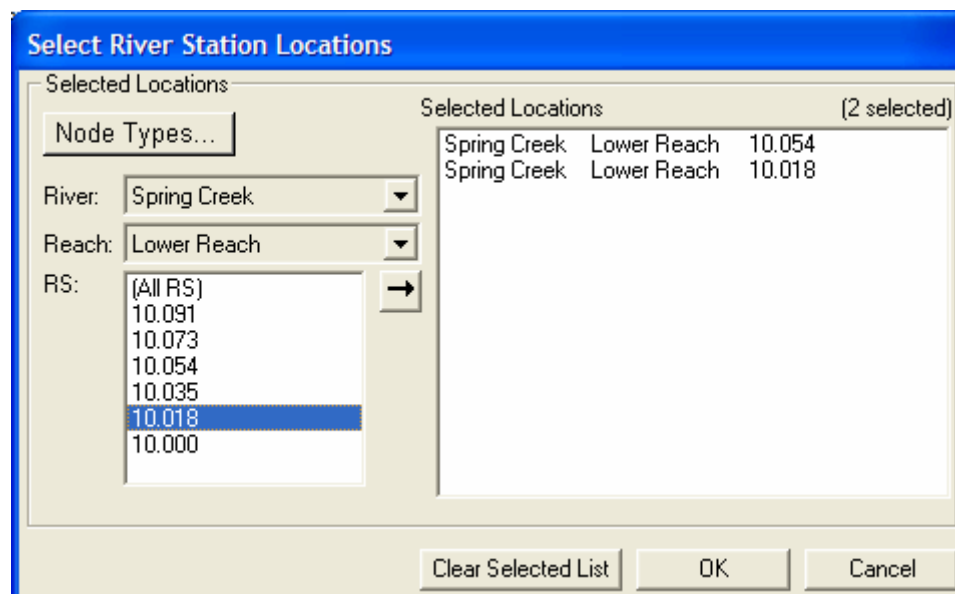 Select River Station Locations
Selected Locations
Node Types...
River: Spring Creek
Reach: Lower Reach
RS:
(All RS)
10.091
10.073
10.054
10.035
10.018
10.000
Selected Locations (2 selected)
Spring Creek Lower Reach 10.054
Spring Creek Lower Reach 10.018
Clear Selected List OK Cancel